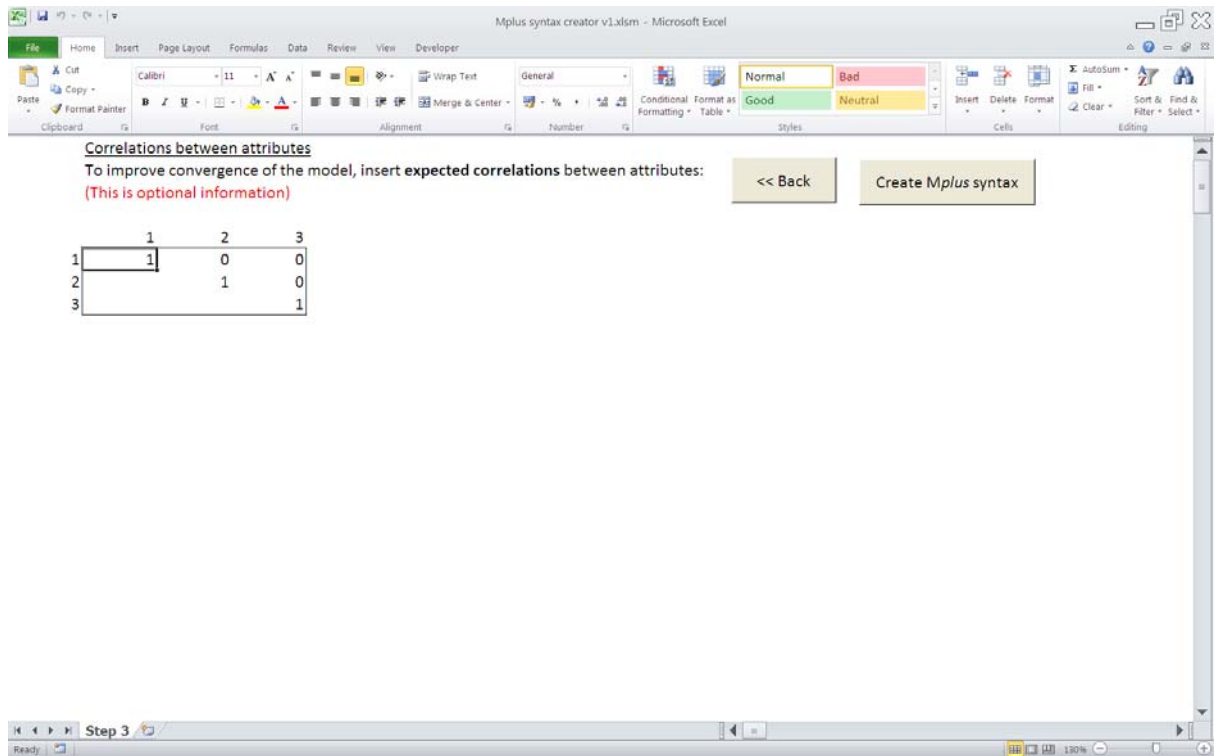 Mplus syntax creator v1.xlsm - Microsoft Excel
File Home Insert Page Layout Formulas Data Review View Developer
Cut
Copy
Format Painter
Paste
Clipboard
Calibri 11 A A
B I U A
Font
Wrap Text
Merge & Center
Alignment
General
% ,
Number
Conditional Formatting
Format as Table
Normal Bad
Good Neutral
Styles
Insert Delete Format
Cells
Σ AutoSum
Fill
Clear
Sort & Filter
Find & Select
Editing
Correlations between attributes
To improve convergence of the model, insert expected correlations between attributes:
(This is optional information)
<< Back
Create Mplus syntax
1 2 3
1 1 0 0
2 1 0
3 1
Step 3
Ready 130%